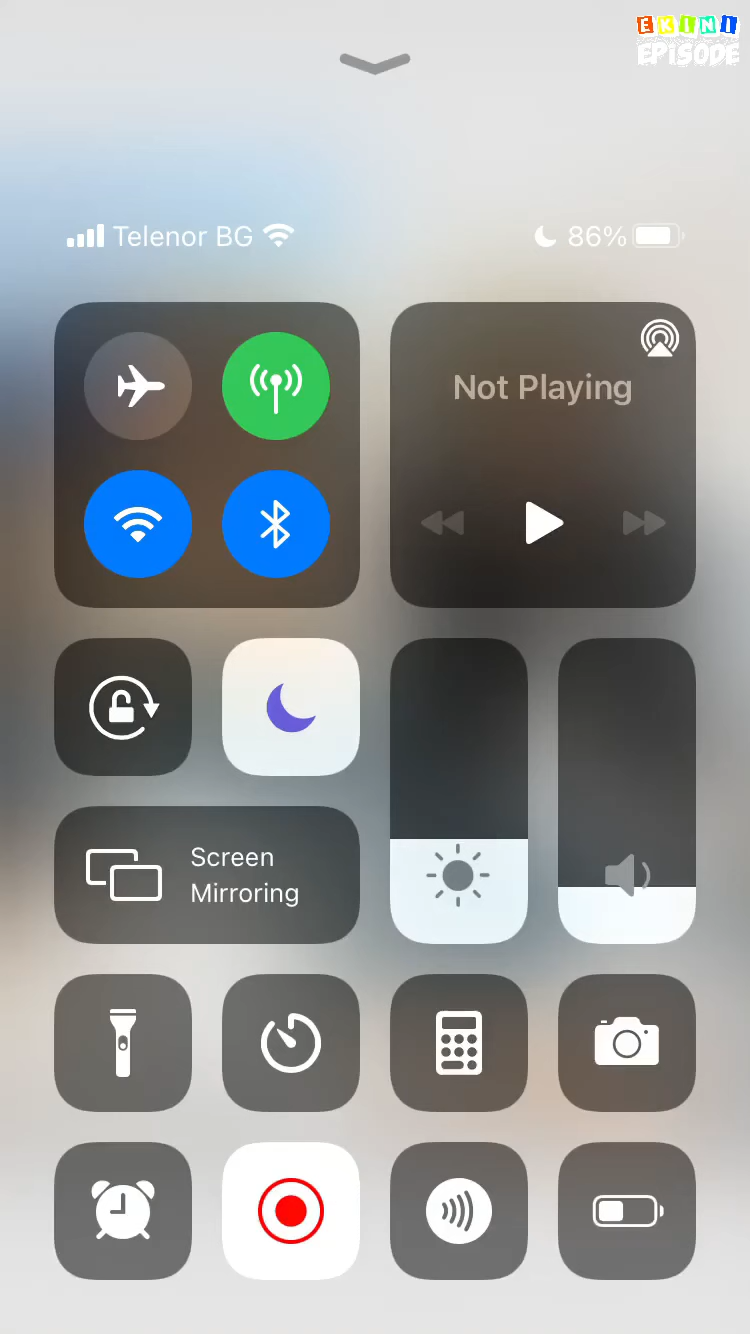 EKINI
EPISODE
Telenor BG
86%
Not Playing
Screen
Mirroring